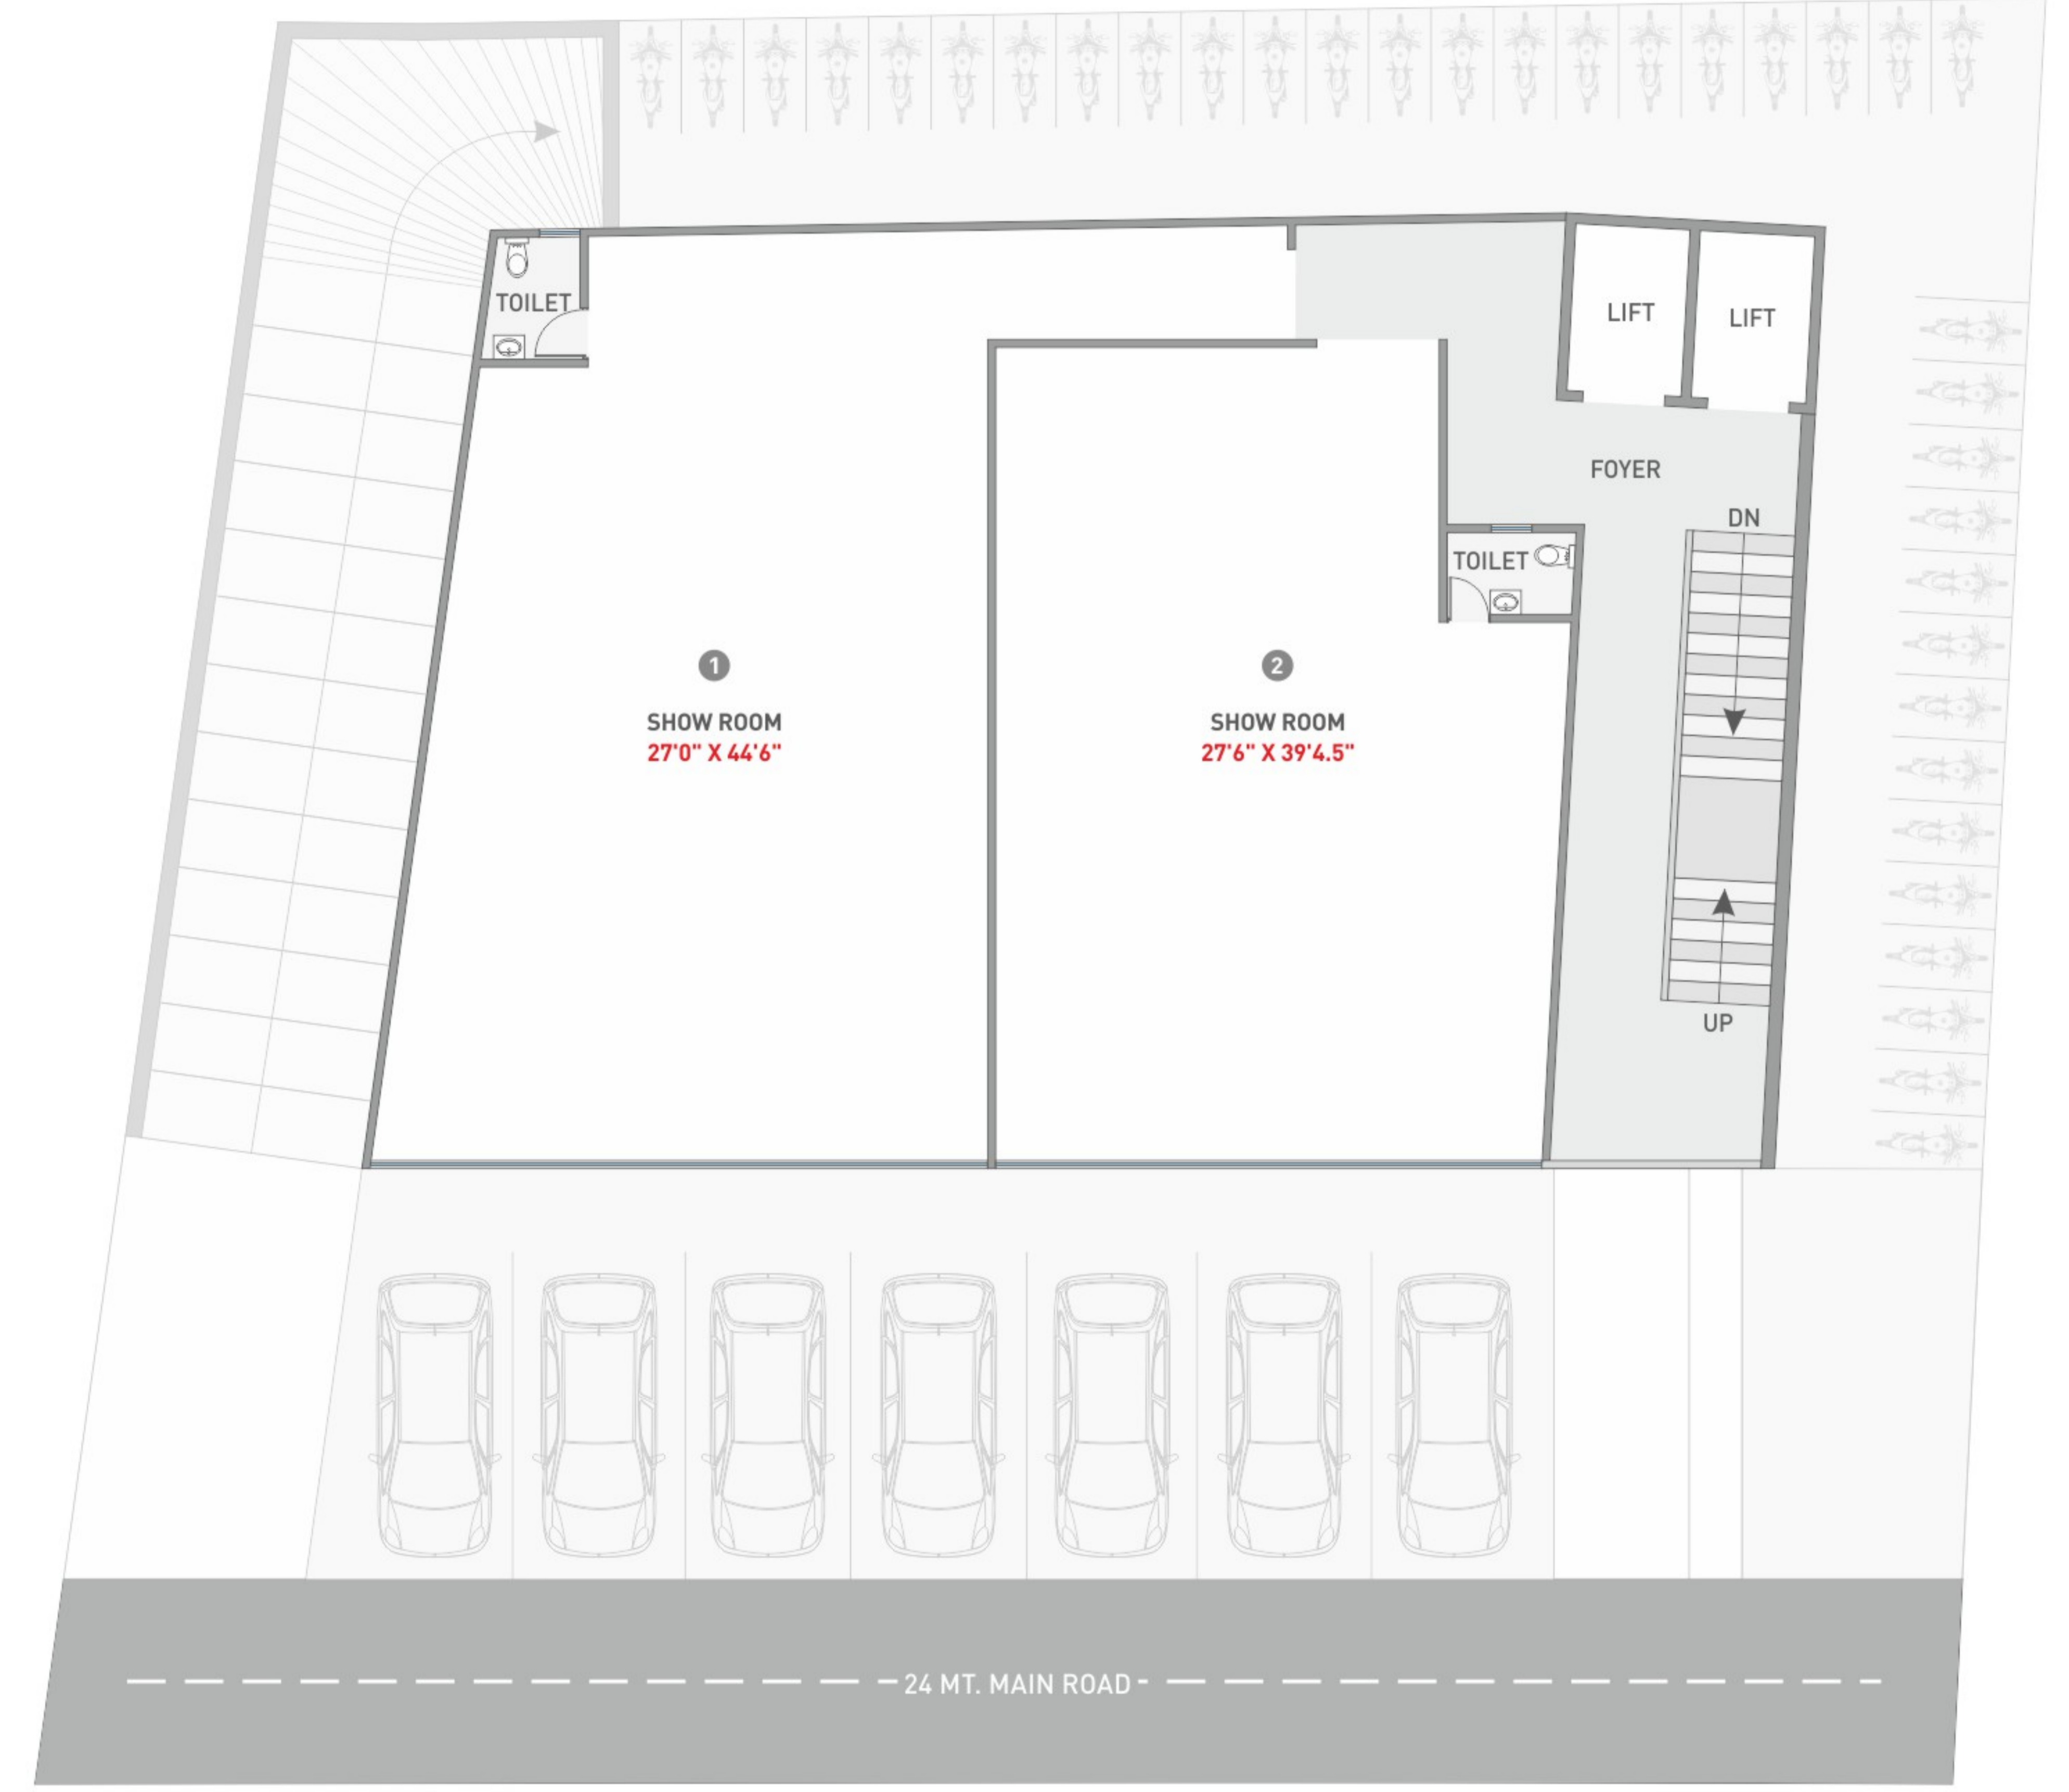 TOILET
LIFT
LIFT
FOYER
DN
TOILET
1
SHOW ROOM
27'0" X 44'6"
2
SHOW ROOM
27'6" X 39'4.5"
UP
24 MT. MAIN ROAD